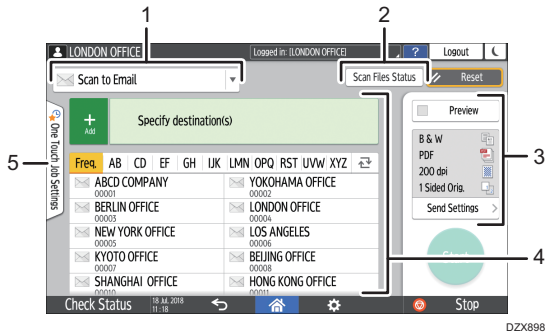 1
2
LONDON OFFICE
Logged in: [LONDON OFFICE]
?
Logout
Scan to Email
Scan Files Status
Reset
+
Add
Specify destination(s)
Preview
One Touch Job Settings
5
Freq. AB CD EF GH IJK LMN OPQ RST UVW XYZ
B & W
PDF
200 dpi
1 Sided Orig.
3
ABCD COMPANY
00001
YOKOHAMA OFFICE
00002
BERLIN OFFICE
00003
LONDON OFFICE
00004
Send Settings
NEW YORK OFFICE
00005
LOS ANGELES
00006
KYOTO OFFICE
00007
BEIJING OFFICE
00008
Start
4
SHANGHAI OFFICE
00010
HONG KONG OFFICE
00011
Check Status
18 Jul. 2018
11:18
Stop
DZX898